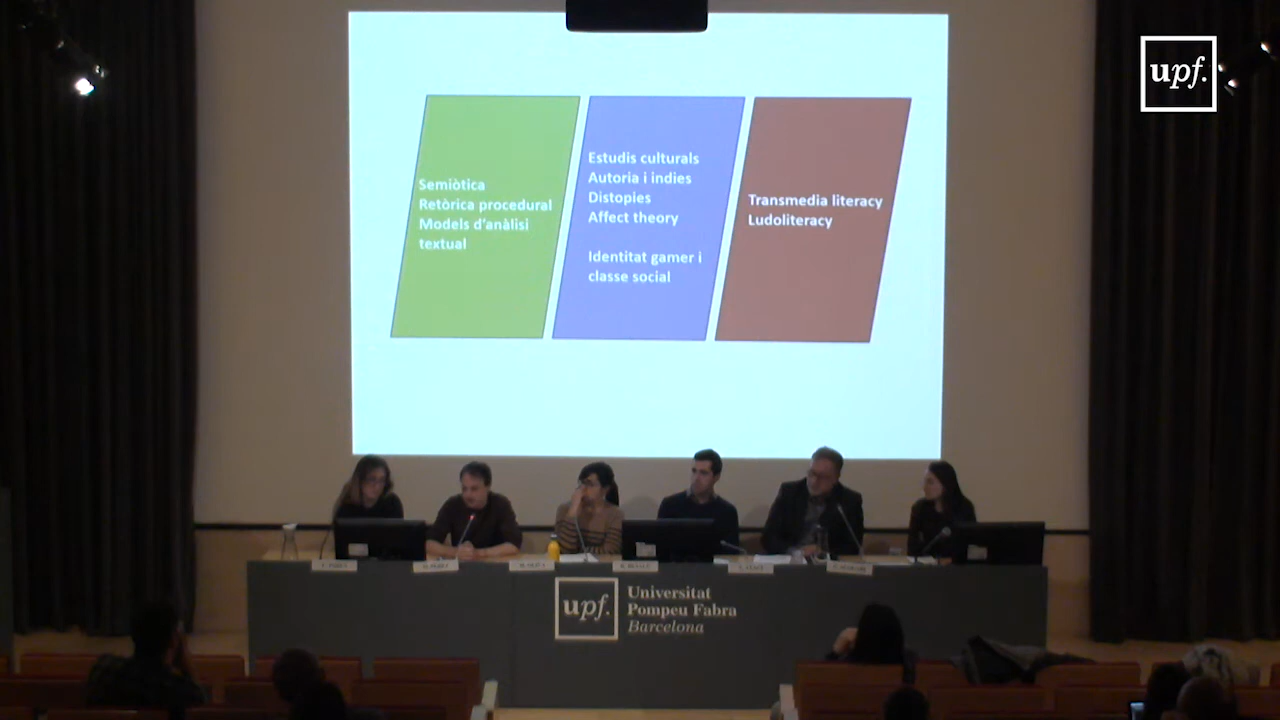 Semiòtica
Retòrica procedural
Models d'anàlisi
textual
Estudis culturals
Autoria i indies
Distopies
Affect theory
Identitat gamer i
classe social
Transmedia literacy
Ludoliteracy
upf.
upf.
Universitat
Pompeu Fabra
Barcelona